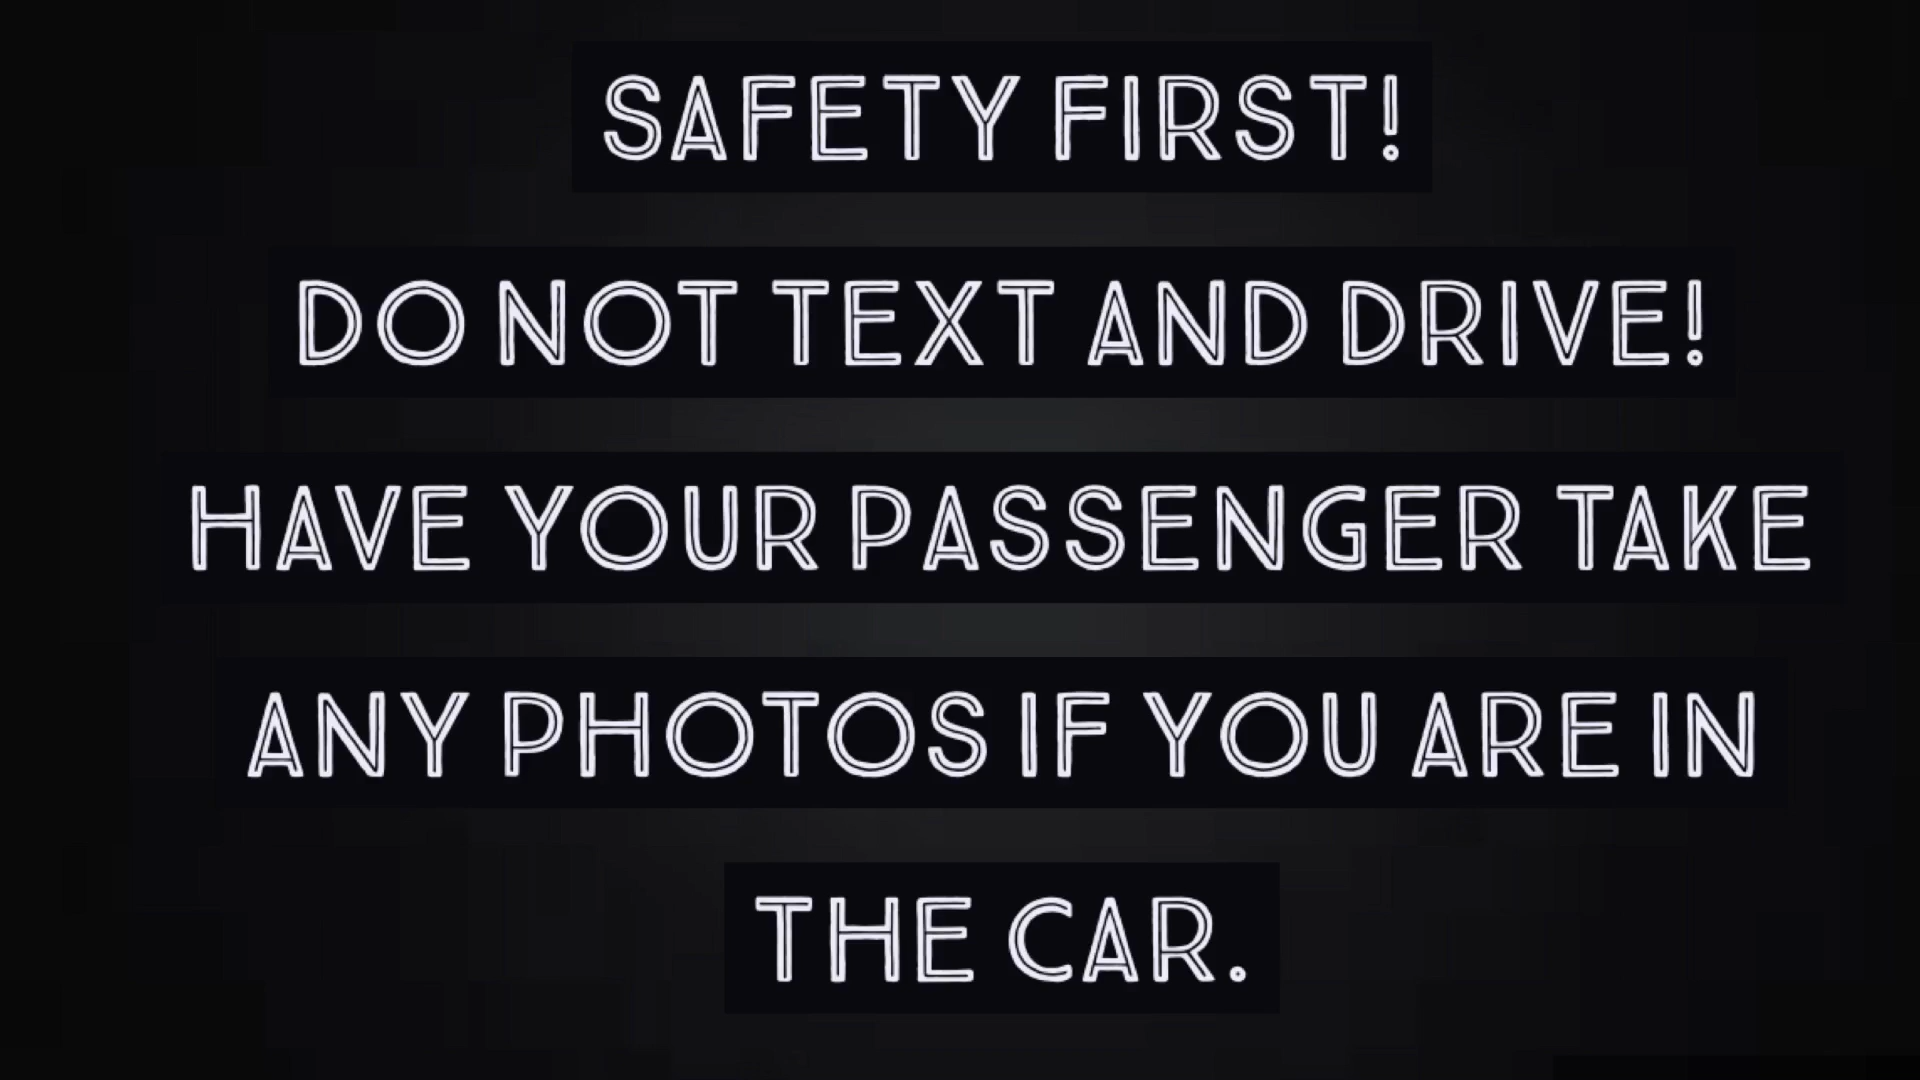 SAFETY FIRST!
DO NOT TEXT AND DRIVE!
HAVE YOUR PASSENGER TAKE
ANY PHOTOS IF YOU ARE IN
THE CAR.